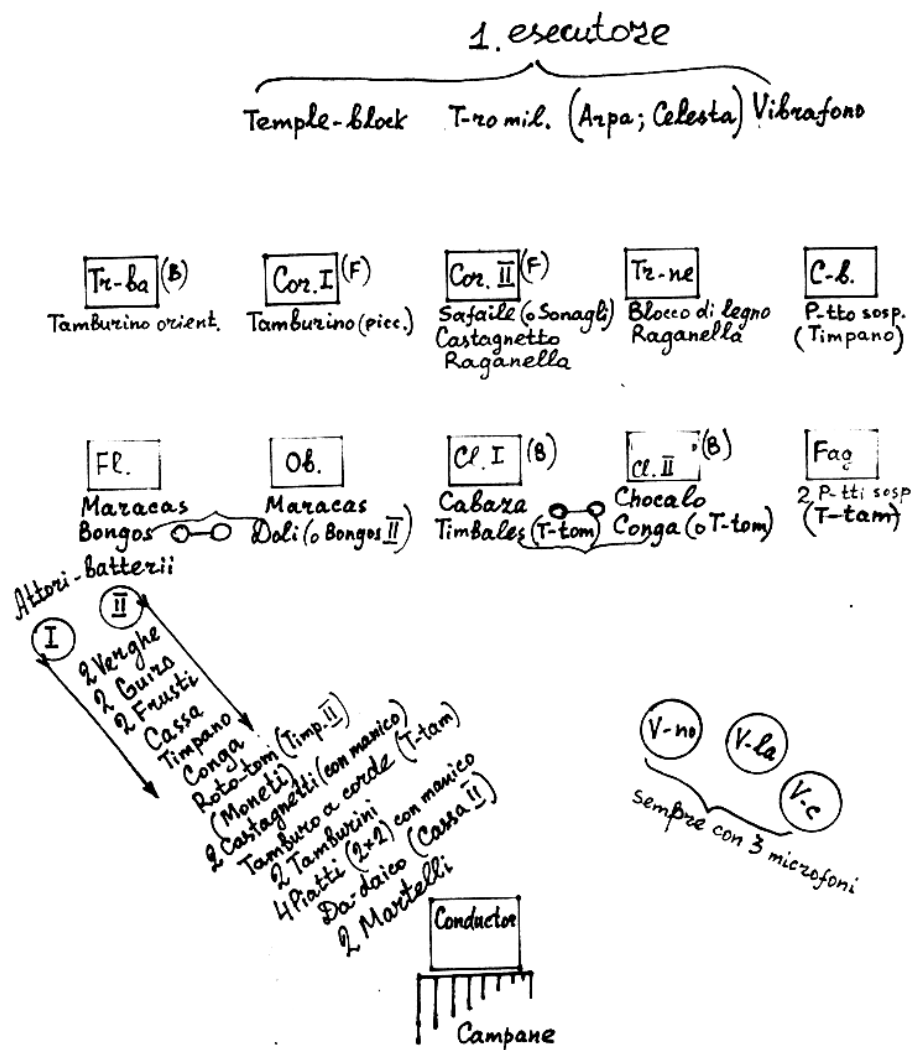 1. esecutore
Temple-block T-ro mil. (Arpa; Celesta) Vibrafono
Tr-ba (B) Cor. I (F) Cor. II (F) Tr-ne C-b.
Tamburino orient. Tamburino (picc.) Safaile (o Sonagli) Blocco di legno P-tto sosp.
Castagnetto Raganella (Timpano)
Raganella
Fl. Ob. Cl. I (B) Cl. II (B) Fag
Maracas Maracas Cabaza Chocalo 2 P-tti sosp
Bongos Doli (o Bongos II) Timbales (T-tom) Conga (o T-tom) (T-tam)
Attori-batterii
I II
2 Verghe
2 Guiro
2 Frusti
Cassa
Timpano
Conga
Roto-tom (Timp. II)
(Moneti)
2 Castagnetti (con manico)
Tamburo a corde (T-tam)
2 Tamburini
4 Piatti (2×2) con manico
Da-daico (Cassa II)
2 Martelli
V-no V-la V-c
sempre con 3 microfoni
Conductor
Campane